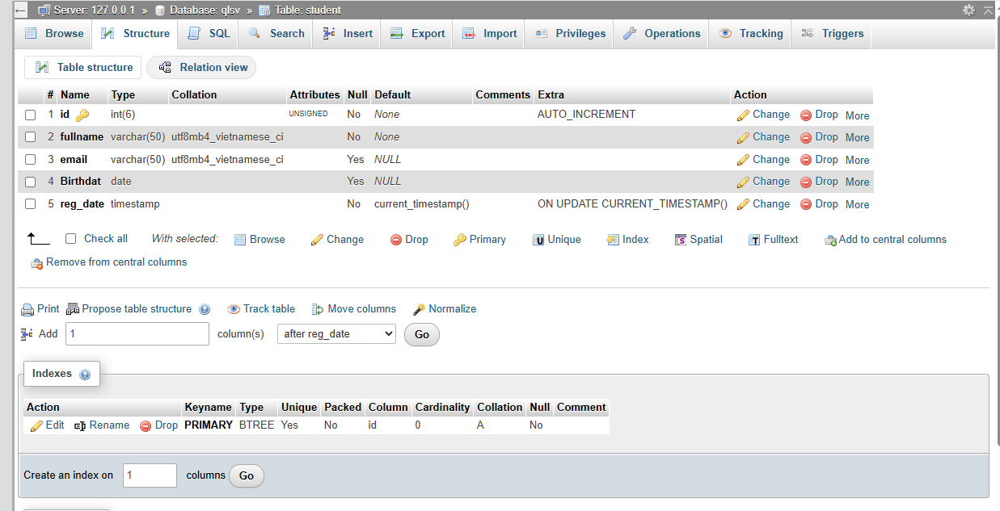 Server: 127.0.0.1 » Database: qlsv » Table: student
Browse Structure SQL Search Insert Export Import Privileges Operations Tracking Triggers
Table structure Relation view
# Name Type Collation Attributes Null Default Comments Extra Action
1 id int(6) UNSIGNED No None AUTO_INCREMENT Change Drop More
2 fullname varchar(50) utf8mb4_vietnamese_ci No None Change Drop More
3 email varchar(50) utf8mb4_vietnamese_ci Yes NULL Change Drop More
4 Birthdat date Yes NULL Change Drop More
5 reg_date timestamp No current_timestamp() ON UPDATE CURRENT_TIMESTAMP() Change Drop More
Check all With selected: Browse Change Drop Primary Unique Index Spatial Fulltext Add to central columns
Remove from central columns
Print Propose table structure Track table Move columns Normalize
Add 1 column(s) after reg_date Go
Indexes
Action Keyname Type Unique Packed Column Cardinality Collation Null Comment
Edit Rename Drop PRIMARY BTREE Yes No id 0 A No
Create an index on 1 columns Go